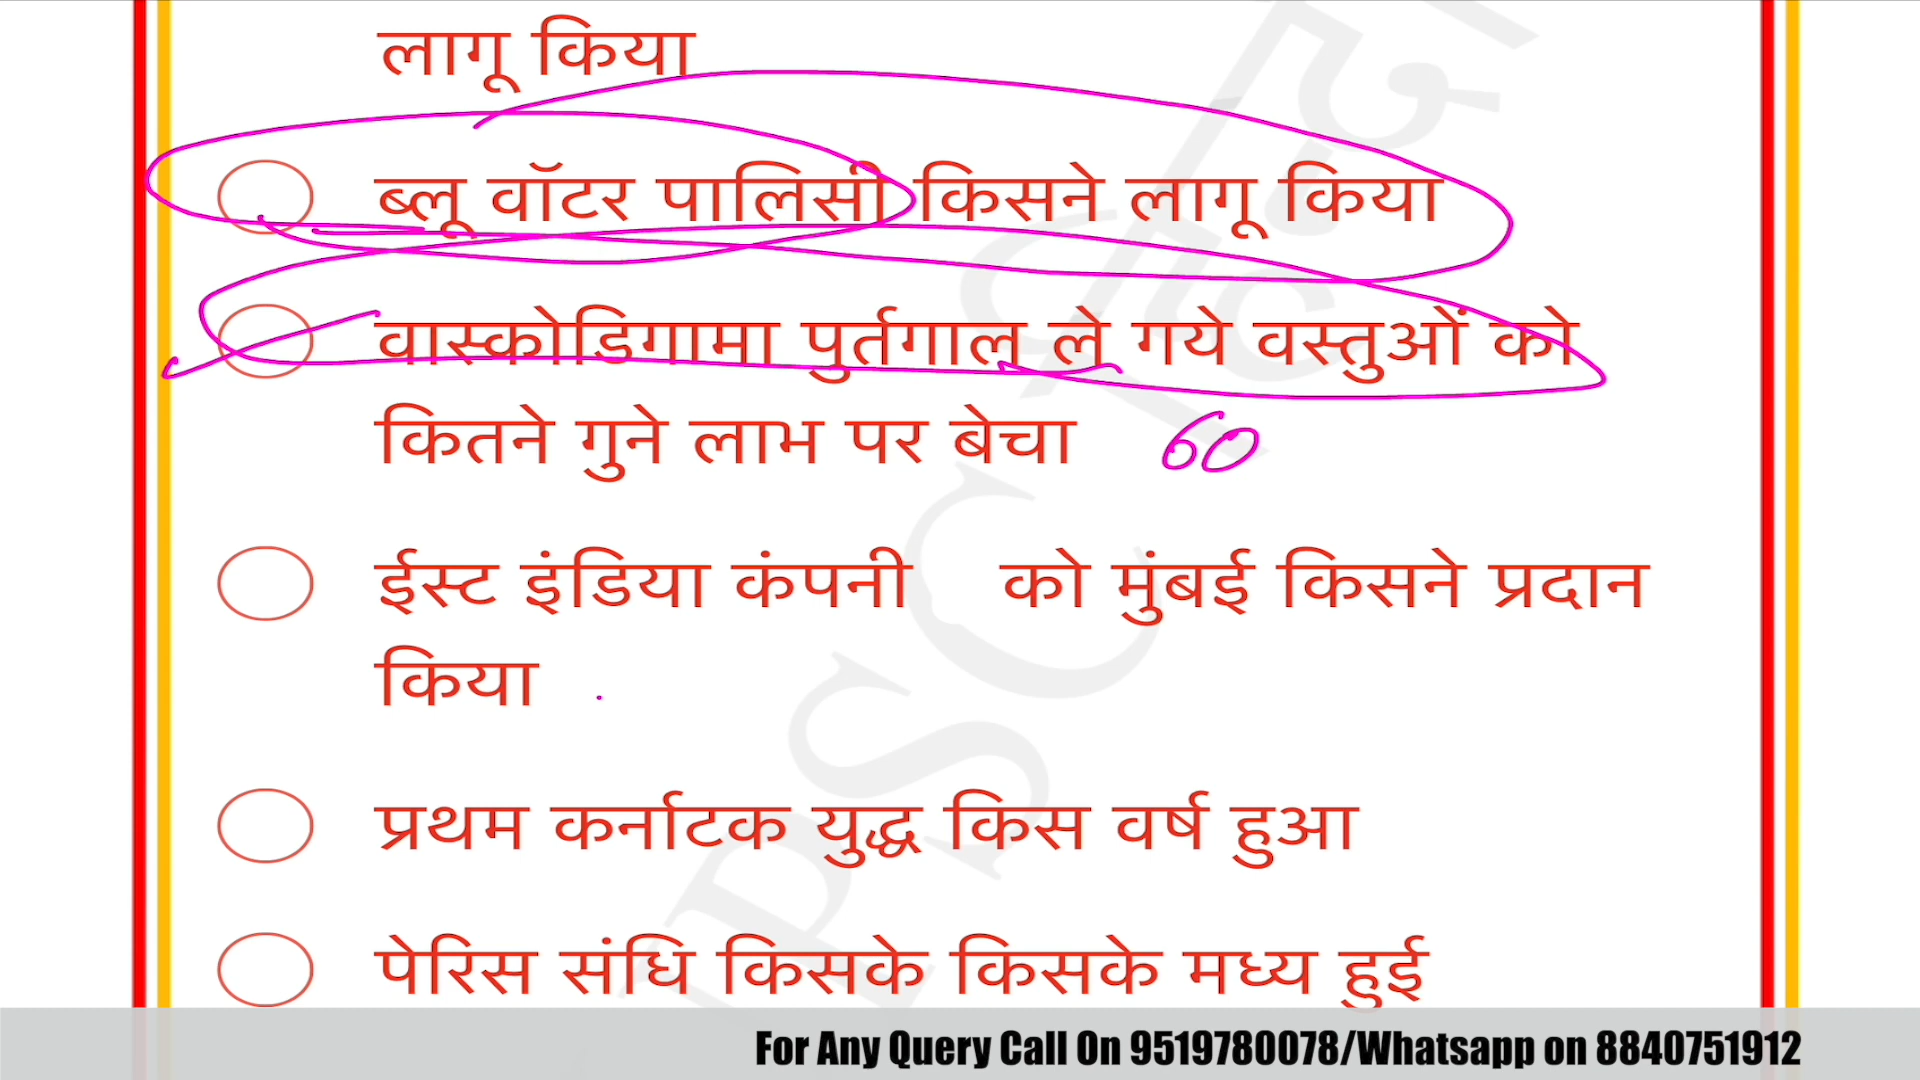 लागू किया
ब्लू वॉटर पालिसी किसने लागू किया
वास्कोडिगामा पुर्तगाल ले गये वस्तुओं को
कितने गुने लाभ पर बेचा 60
ईस्ट इंडिया कंपनी को मुंबई किसने प्रदान
किया
प्रथम कर्नाटक युद्ध किस वर्ष हुआ
पेरिस संधि किसके किसके मध्य हुई
For Any Query Call On 9519780078/Whatsapp on 8840751912